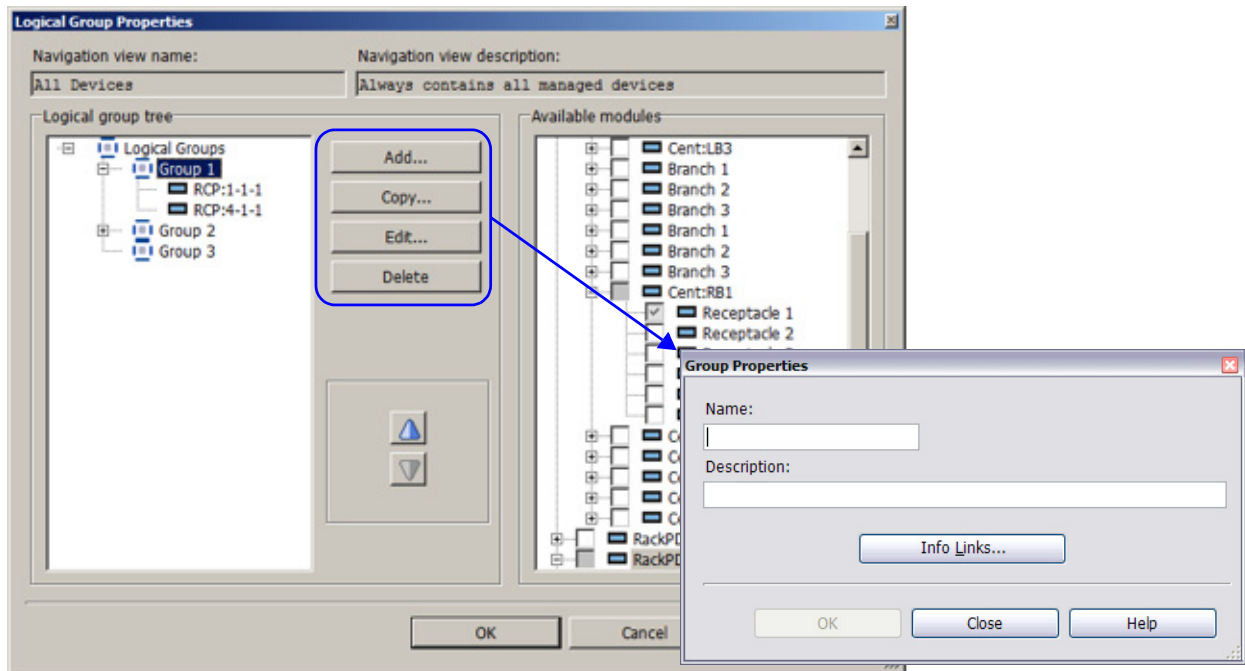 Logical Group Properties
Navigation view name:
Navigation view description:
All Devices
Always contains all managed devices
Logical group tree
Logical Groups
Group 1
RCP:1-1-1
RCP:4-1-1
Group 2
Group 3
Add...
Copy...
Edit...
Delete
Available modules
Cent:LB3
Branch 1
Branch 2
Branch 3
Branch 1
Branch 2
Branch 3
Cent:RB1
Receptacle 1
Receptacle 2
RackPD
RackPD
OK
Cancel
Group Properties
Name:
Description:
Info Links...
OK
Close
Help